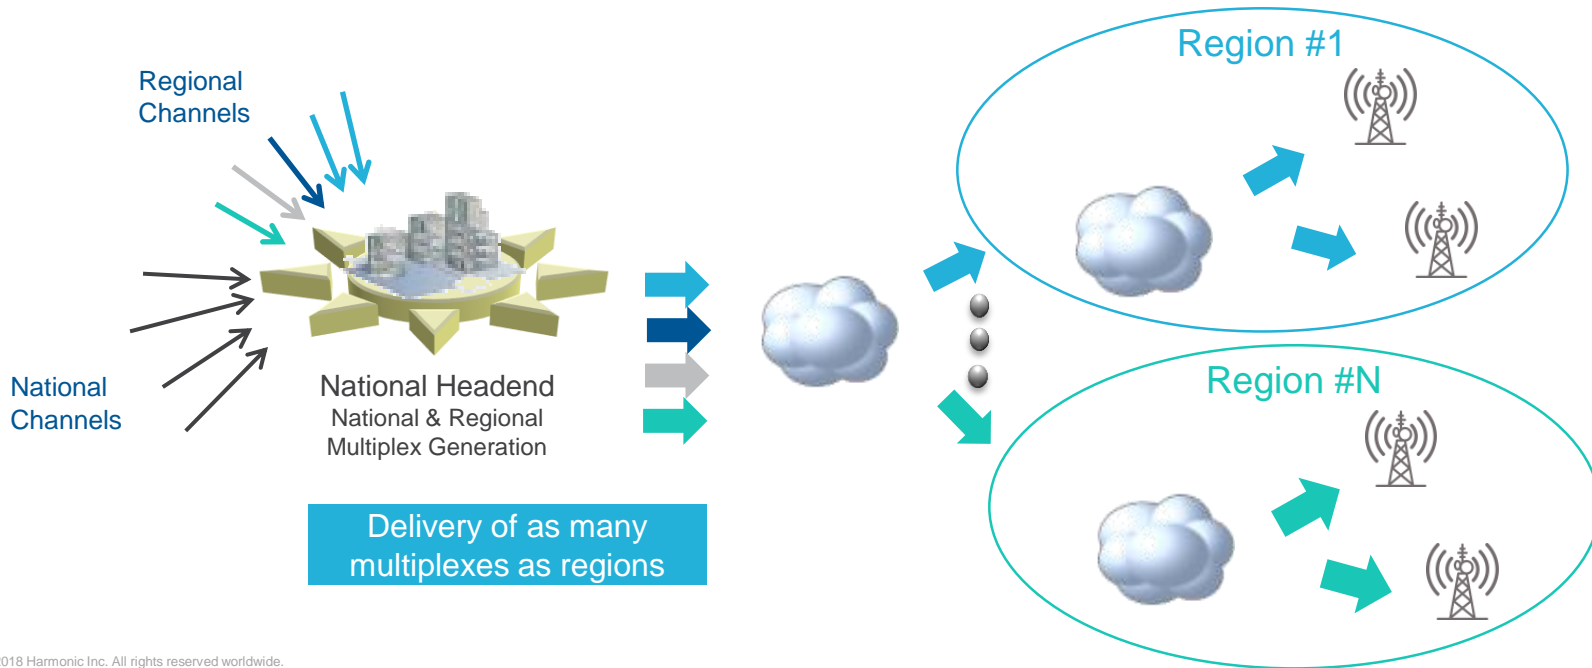 Regional
Channels
National
Channels
National Headend
National & Regional
Multiplex Generation
Delivery of as many
multiplexes as regions
Region #1
Region #N
2018 Harmonic Inc. All rights reserved worldwide.